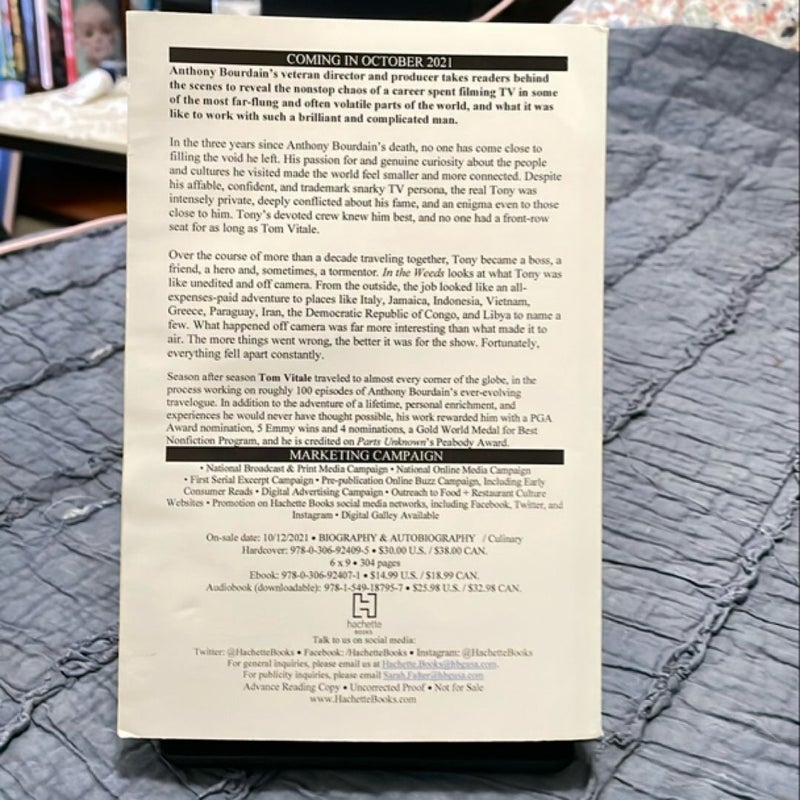 COMING IN OCTOBER 2021
Anthony Bourdain's veteran director and producer takes readers behind
the scenes to reveal the nonstop chaos of a career spent filming TV in some
of the most far-flung and often volatile parts of the world, and what it was
like to work with such a brilliant and complicated man.
In the three years since Anthony Bourdain's death, no one has come close to
filling the void he left. His passion for and genuine curiosity about the people
and cultures he visited made the world feel smaller and more connected. Despite
his affable, confident, and trademark snarky TV persona, the real Tony was
intensely private, deeply conflicted about his fame, and an enigma even to those
close to him. Tony's devoted crew knew him best, and no one had a front-row
seat for as long as Tom Vitale.
Over the course of more than a decade traveling together, Tony became a boss, a
friend, a hero and, sometimes, a tormentor. In the Weeds looks at what Tony was
like unedited and off camera. From the outside, the job looked like an all-
expenses-paid adventure to places like Italy, Jamaica, Indonesia, Vietnam,
Greece, Paraguay, Iran, the Democratic Republic of Congo, and Libya to name a
few. What happened off camera was far more interesting than what made it to
air. The more things went wrong, the better it was for the show. Fortunately,
everything fell apart constantly.
Season after season Tom Vitale traveled to almost every corner of the globe, in the
process working on roughly 100 episodes of Anthony Bourdain's ever-evolving
travelogue. In addition to the adventure of a lifetime, personal enrichment, and
experiences he would never have thought possible, his work rewarded him with a PGA
Award nomination, 5 Emmy wins and 4 nominations, a Gold World Medal for Best
Nonfiction Program, and he is credited on Parts Unknown's Peabody Award.
MARKETING CAMPAIGN
• National Broadcast & Print Media Campaign • National Online Media Campaign
• First Serial Excerpt Campaign • Pre-publication Online Buzz Campaign, Including Early
Consumer Reads • Digital Advertising Campaign • Outreach to Food + Restaurant Culture
Websites • Promotion on Hachette Books social media networks, including Facebook, Twitter, and
Instagram • Digital Galley Available
On-sale date: 10/12/2021 • BIOGRAPHY & AUTOBIOGRAPHY / Culinary
Hardcover: 978-0-306-92409-5 • $30.00 U.S. / $38.00 CAN.
6 x 9 • 304 pages
Ebook: 978-0-306-92407-1 • $14.99 U.S. / $18.99 CAN.
Audiobook (downloadable): 978-1-549-18795-7 • $25.98 U.S. / $32.98 CAN.
hachette
BOOKS
Talk to us on social media:
Twitter: @HachetteBooks • Facebook: /HachetteBooks • Instagram: @HachetteBooks
For general inquiries, please email us at Hachette.Books@hbgusa.com.
For publicity inquiries, please email Sarah.Falter@hbgusa.com
Advance Reading Copy • Uncorrected Proof • Not for Sale
www.HachetteBooks.com